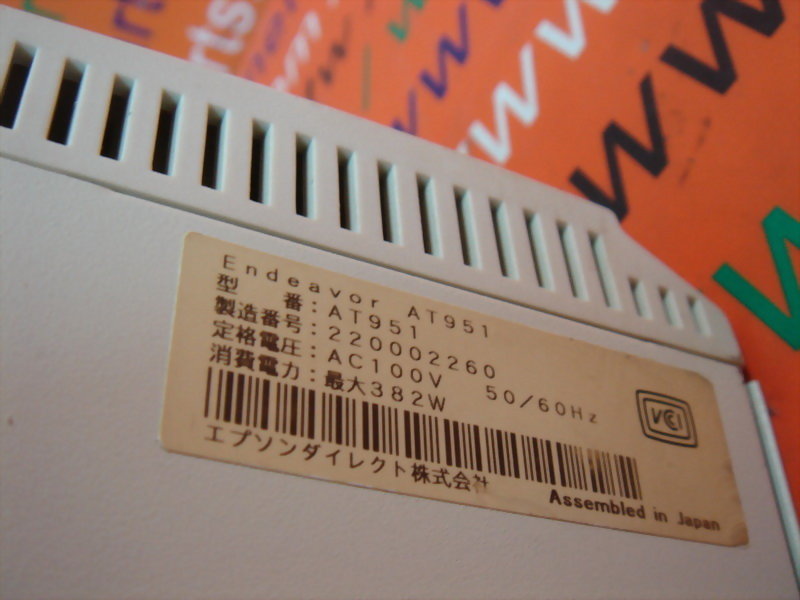 Endeavor AT951
型 番：AT951
製造番号：220002260
定格電圧：AC100V 50/60Hz
消費電力：最大382W
エプソンダイレクト株式会社
Assembled in Japan
VCI